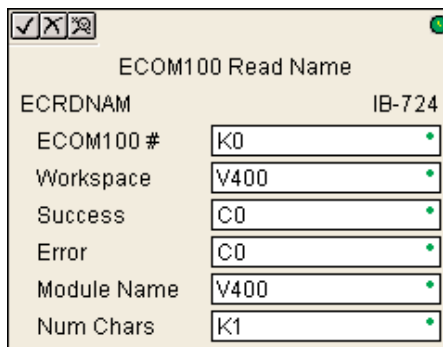 ECOM100 Read Name
ECRDNAM IB-724
ECOM100 # K0
Workspace V400
Success C0
Error C0
Module Name V400
Num Chars K1